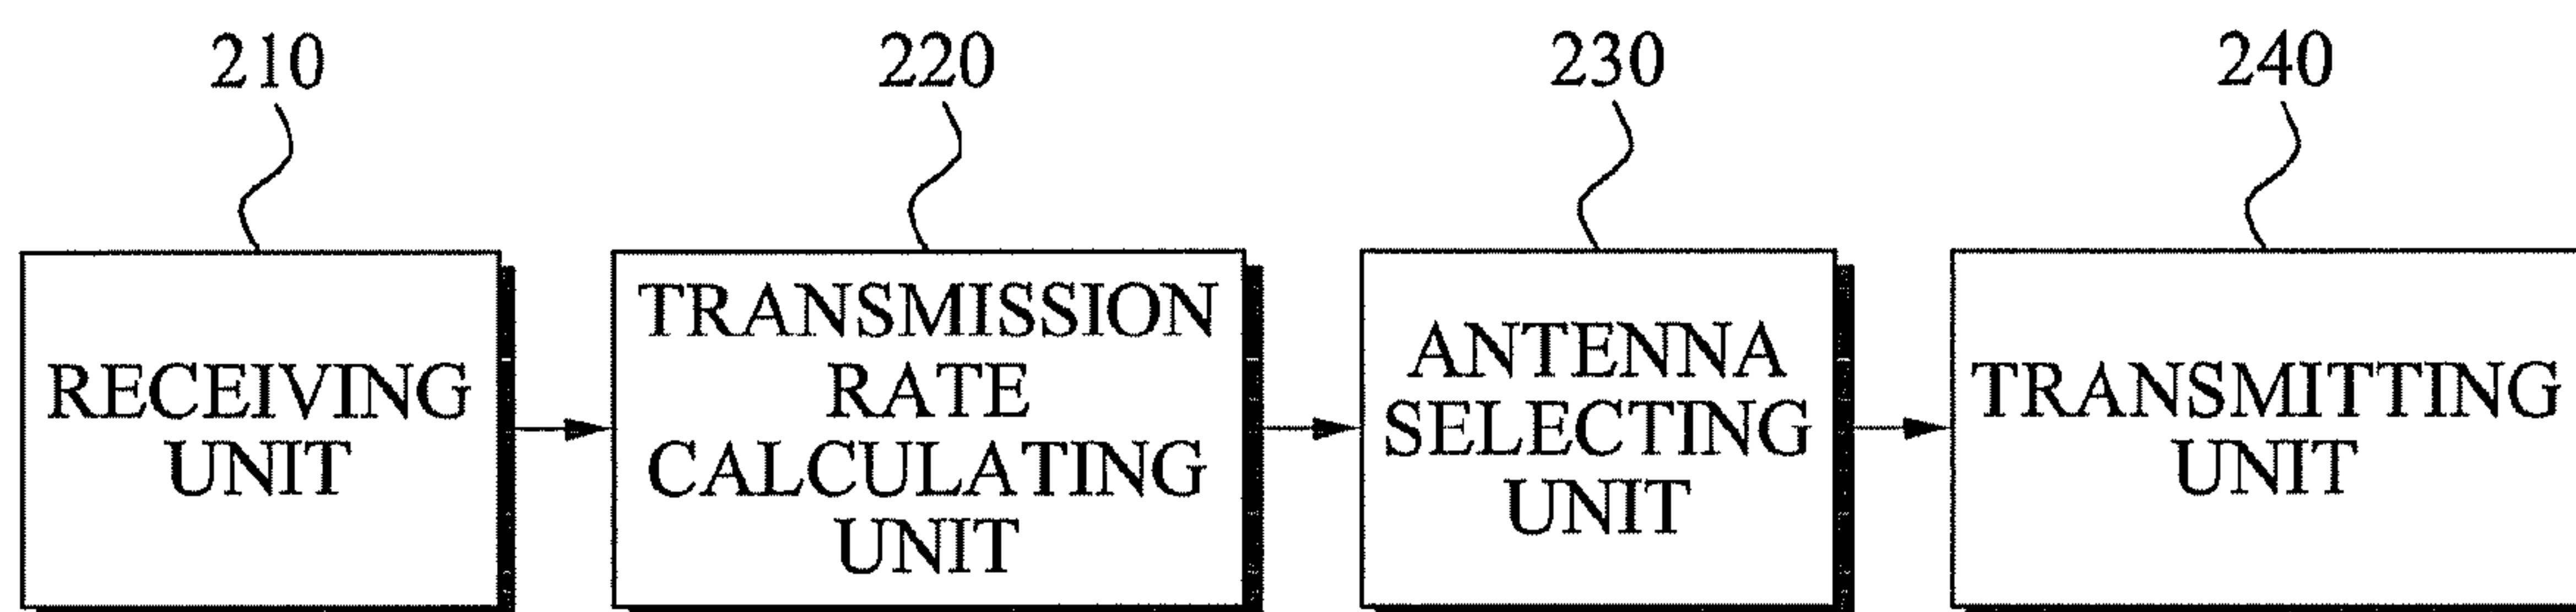 210
220
230
240
RECEIVING
UNIT
TRANSMISSION
RATE
CALCULATING
UNIT
ANTENNA
SELECTING
UNIT
TRANSMITTING
UNIT